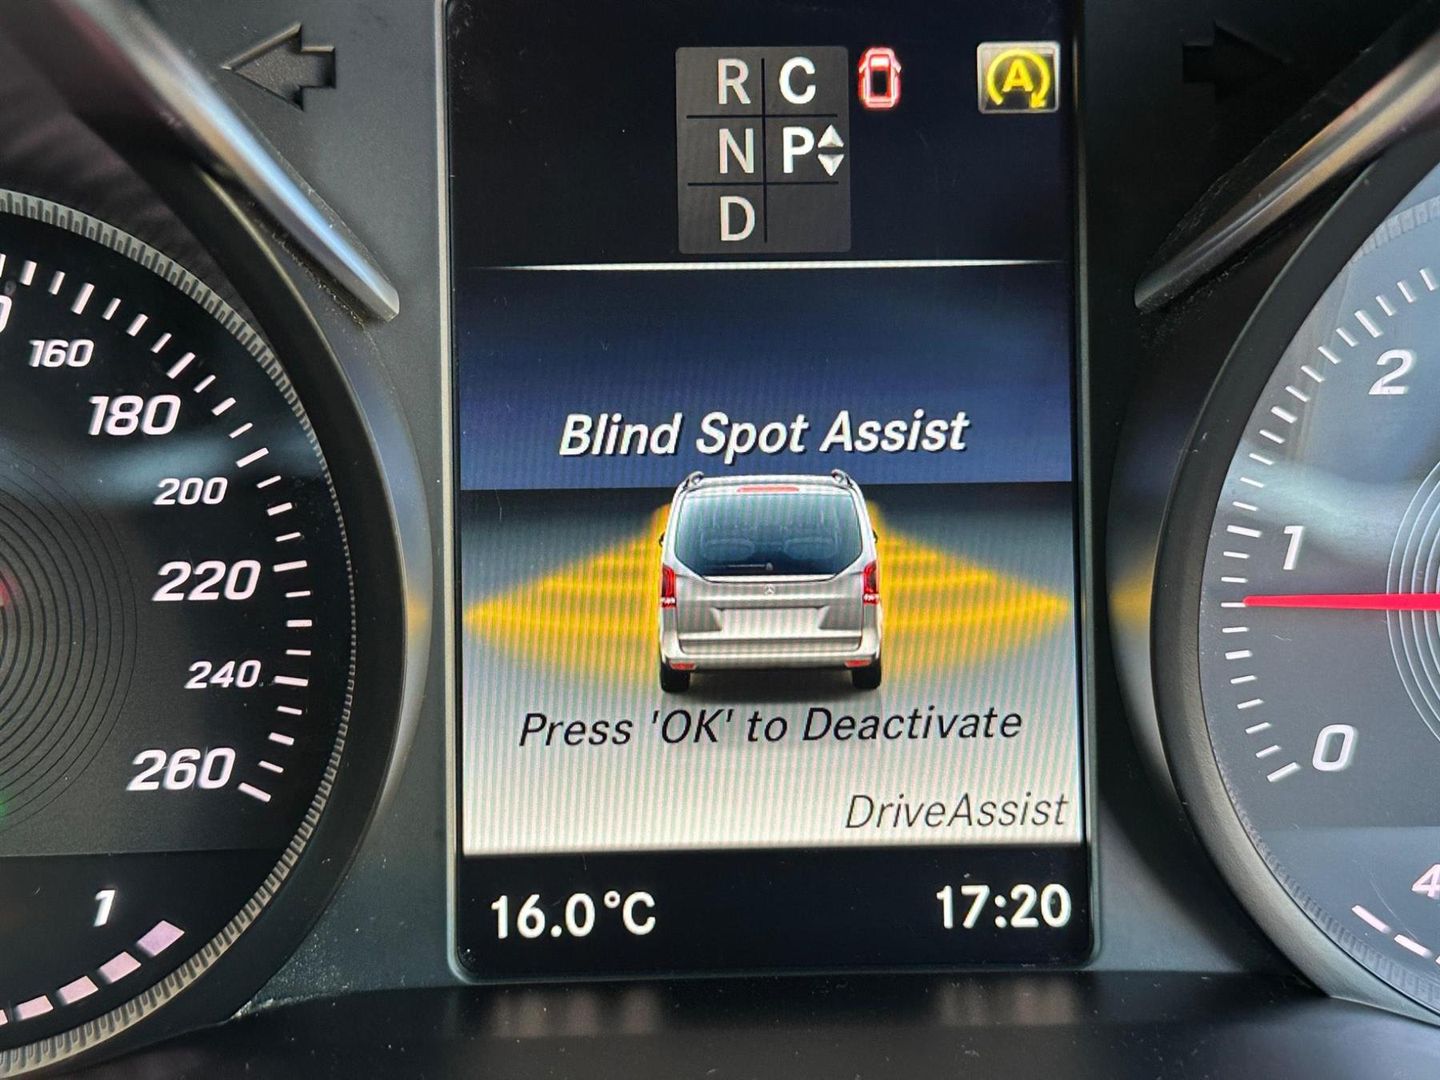 R C
N P
D
A
160
180
200
220
240
260
1
Blind Spot Assist
Press 'OK' to Deactivate
DriveAssist
16.0°C
17:20
2
1
0
4